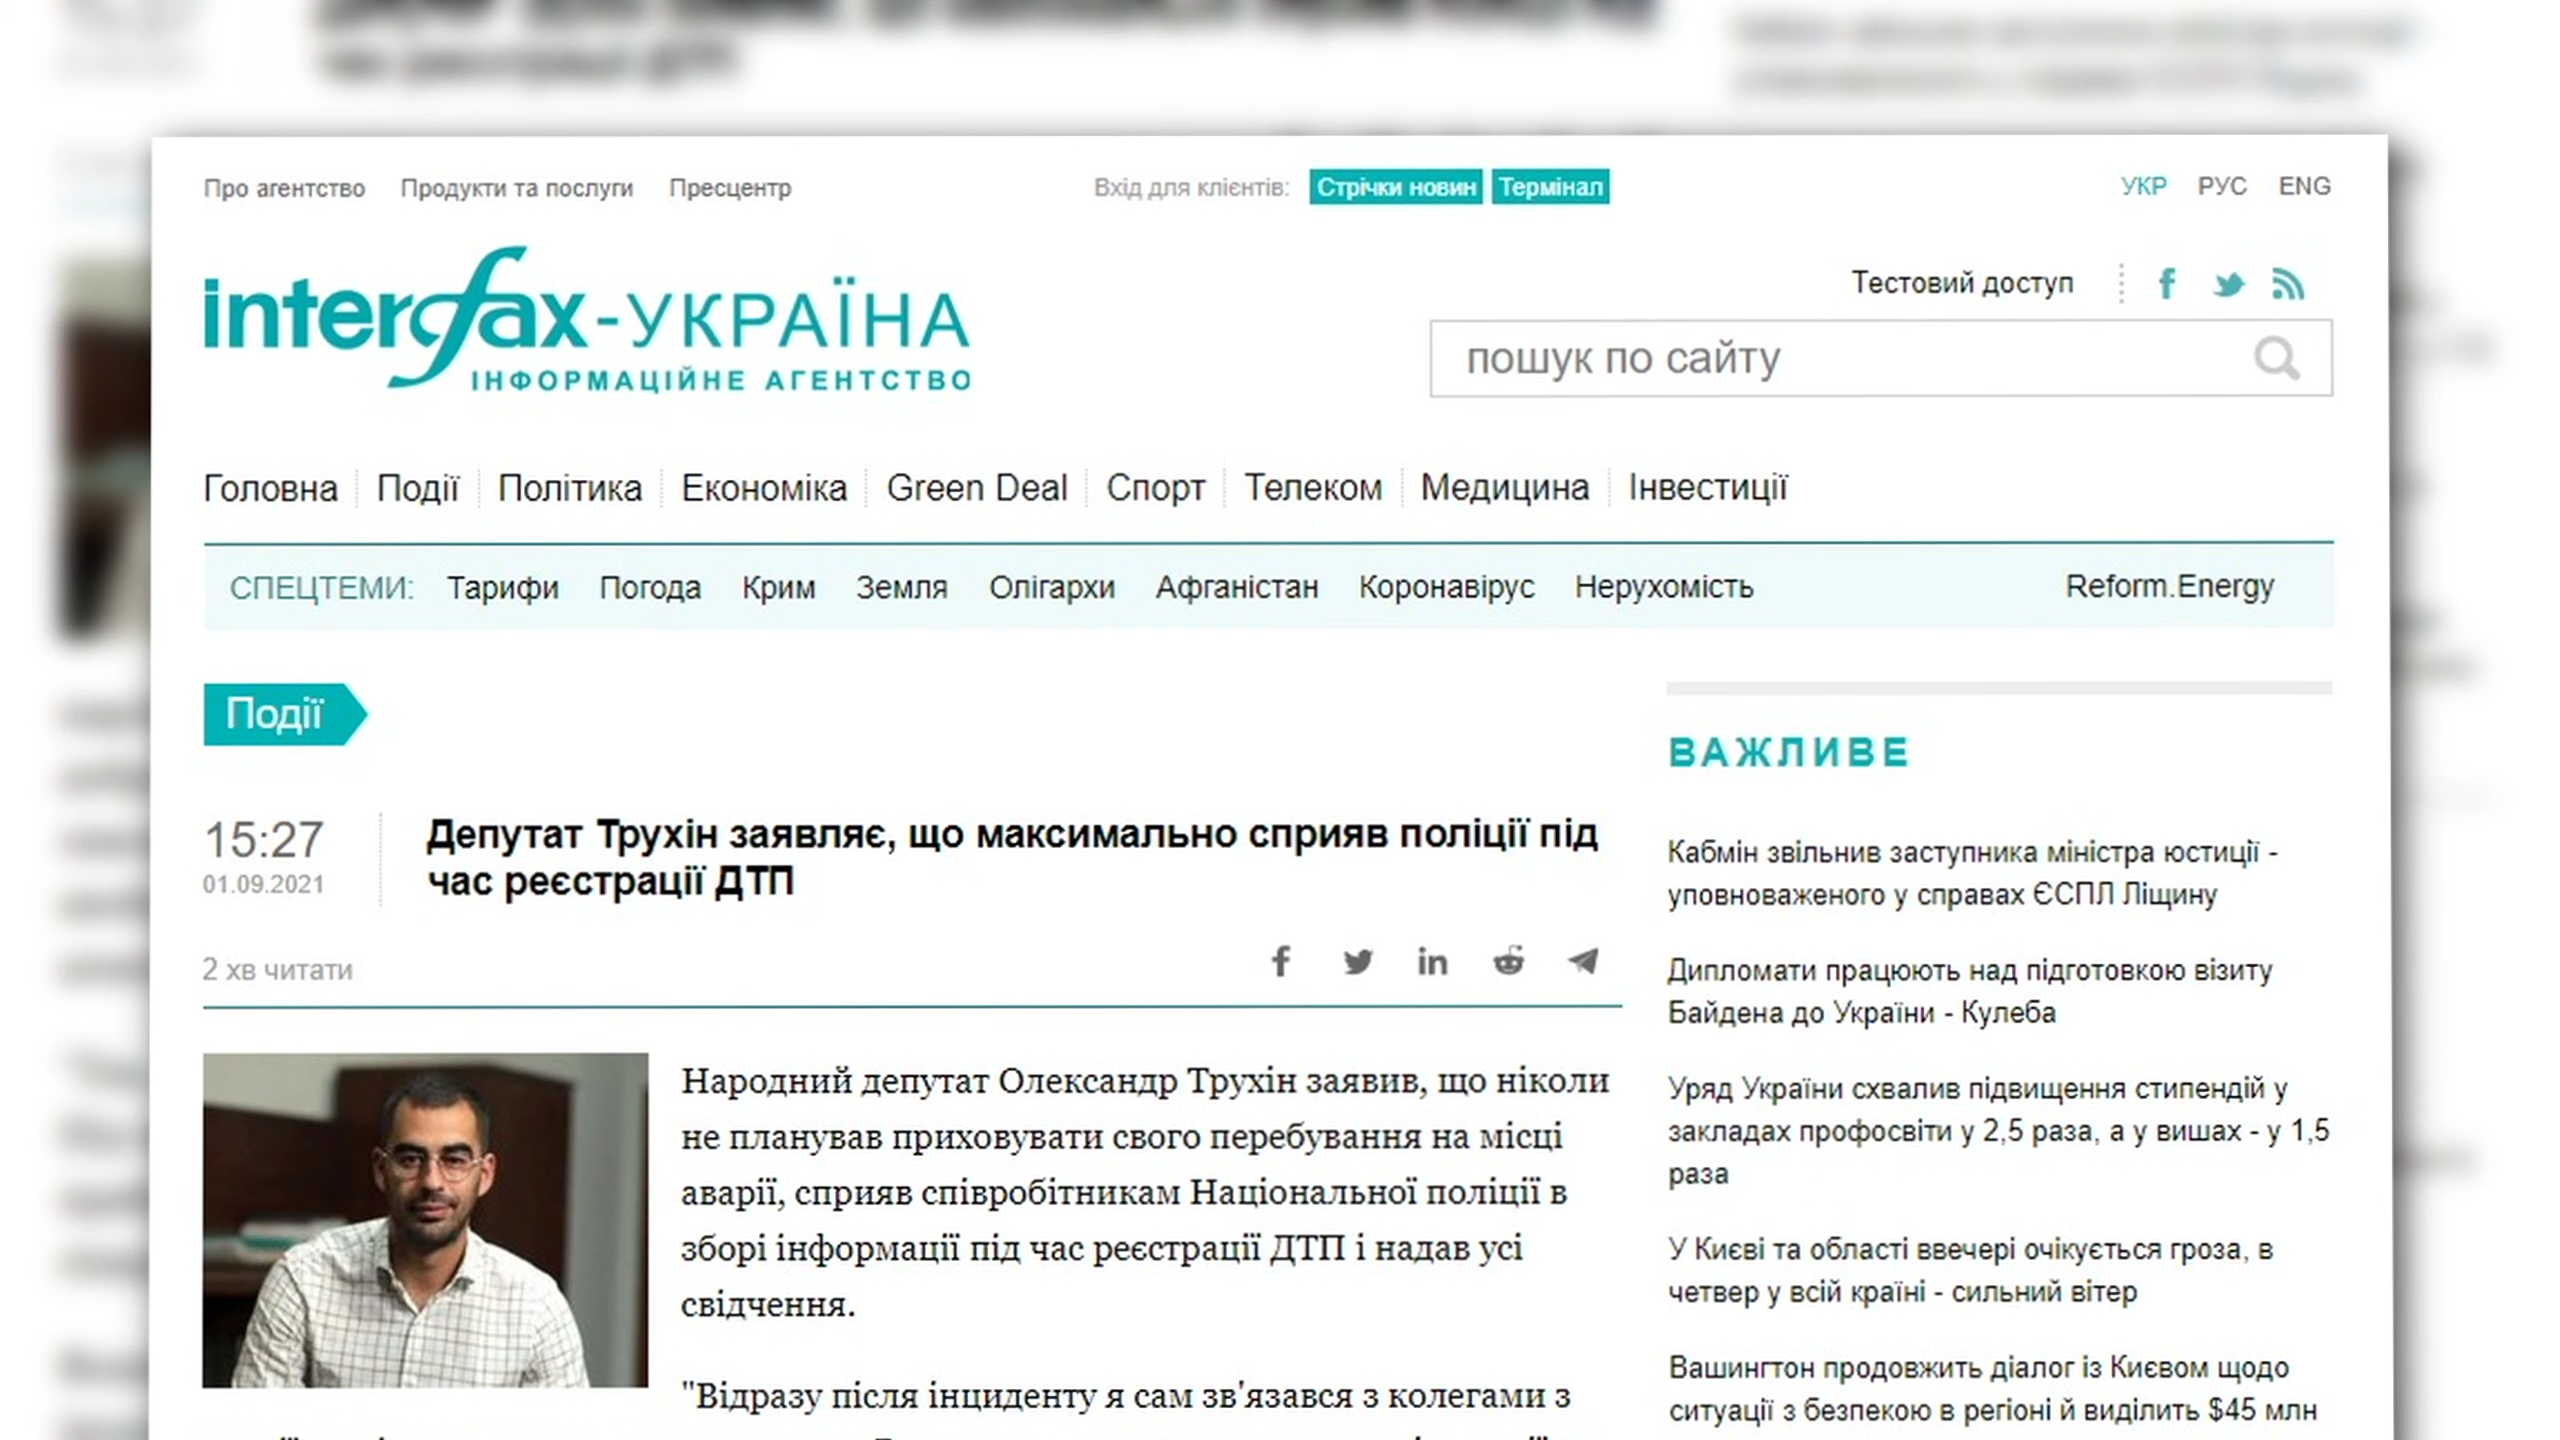 Про агентство Продукти та послуги Пресцентр Вхід для клієнтів: Стрічки новин Термінал УКР РУС ENG
interfax-УКРАЇНА
ІНФОРМАЦІЙНЕ АГЕНТСТВО
Тестовий доступ
пошук по сайту
Головна Події Політика Економіка Green Deal Спорт Телеком Медицина Інвестиції
СПЕЦТЕМИ: Тарифи Погода Крим Земля Олігархи Афганістан Коронавірус Нерухомість Reform.Energy
Події
15:27
01.09.2021
Депутат Трухін заявляє, що максимально сприяв поліції під
час реєстрації ДТП
2 хв читати
Народний депутат Олександр Трухін заявив, що ніколи
не планував приховувати свого перебування на місці
аварії, сприяв співробітникам Національної поліції в
зборі інформації під час реєстрації ДТП і надав усі
свідчення.
"Відразу після інциденту я сам зв'язався з колегами з
ВАЖЛИВЕ
Кабмін звільнив заступника міністра юстиції -
уповноваженого у справах ЄСПЛ Ліщину
Дипломати працюють над підготовкою візиту
Байдена до України - Кулеба
Уряд України схвалив підвищення стипендій у
закладах профосвіти у 2,5 раза, а у вишах - у 1,5
раза
У Києві та області ввечері очікується гроза, в
четвер у всій країні - сильний вітер
Вашингтон продовжить діалог із Києвом щодо
ситуації з безпекою в регіоні й виділить $45 млн